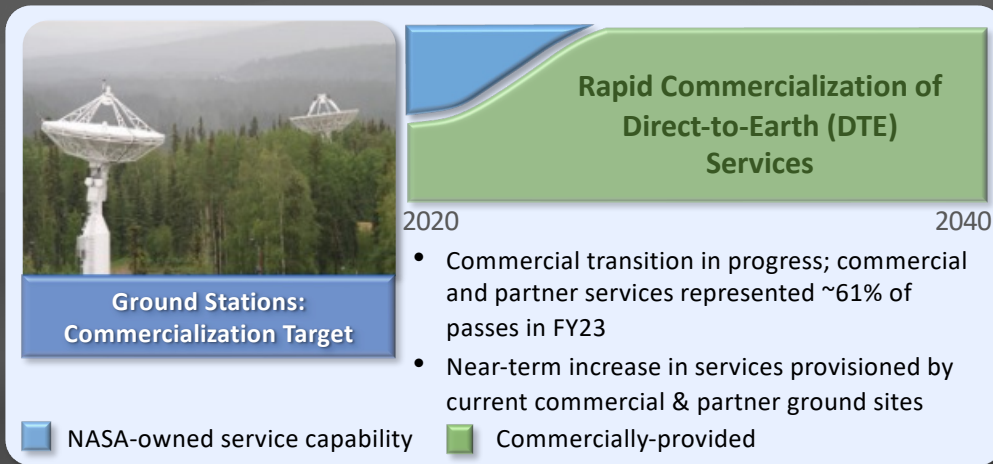 Rapid Commercialization of
Direct-to-Earth (DTE)
Services
2020
2040
Ground Stations:
Commercialization Target
• Commercial transition in progress; commercial
and partner services represented ~61% of
passes in FY23
• Near-term increase in services provisioned by
current commercial & partner ground sites
NASA-owned service capability
Commercially-provided